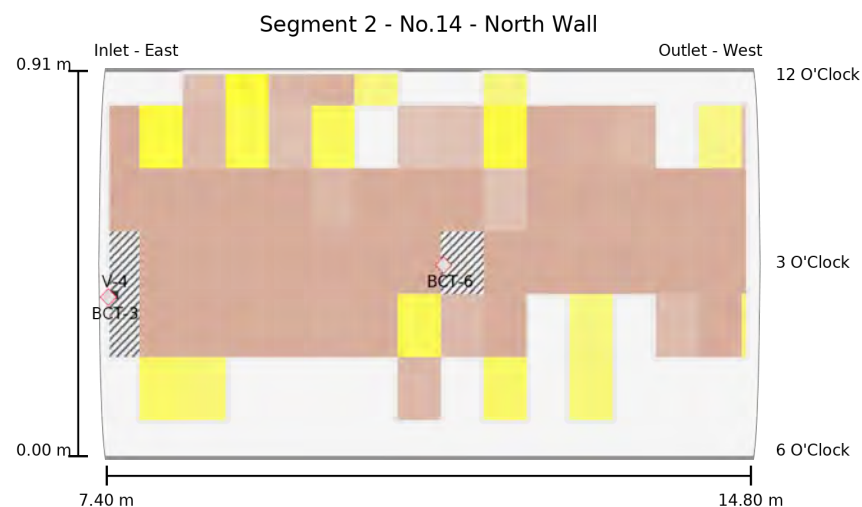 Segment 2 - No.14 - North Wall
Inlet - East
Outlet - West
0.91 m
12 O'Clock
3 O'Clock
V-4
BCT-6
BCT-3
0.00 m
6 O'Clock
7.40 m
14.80 m